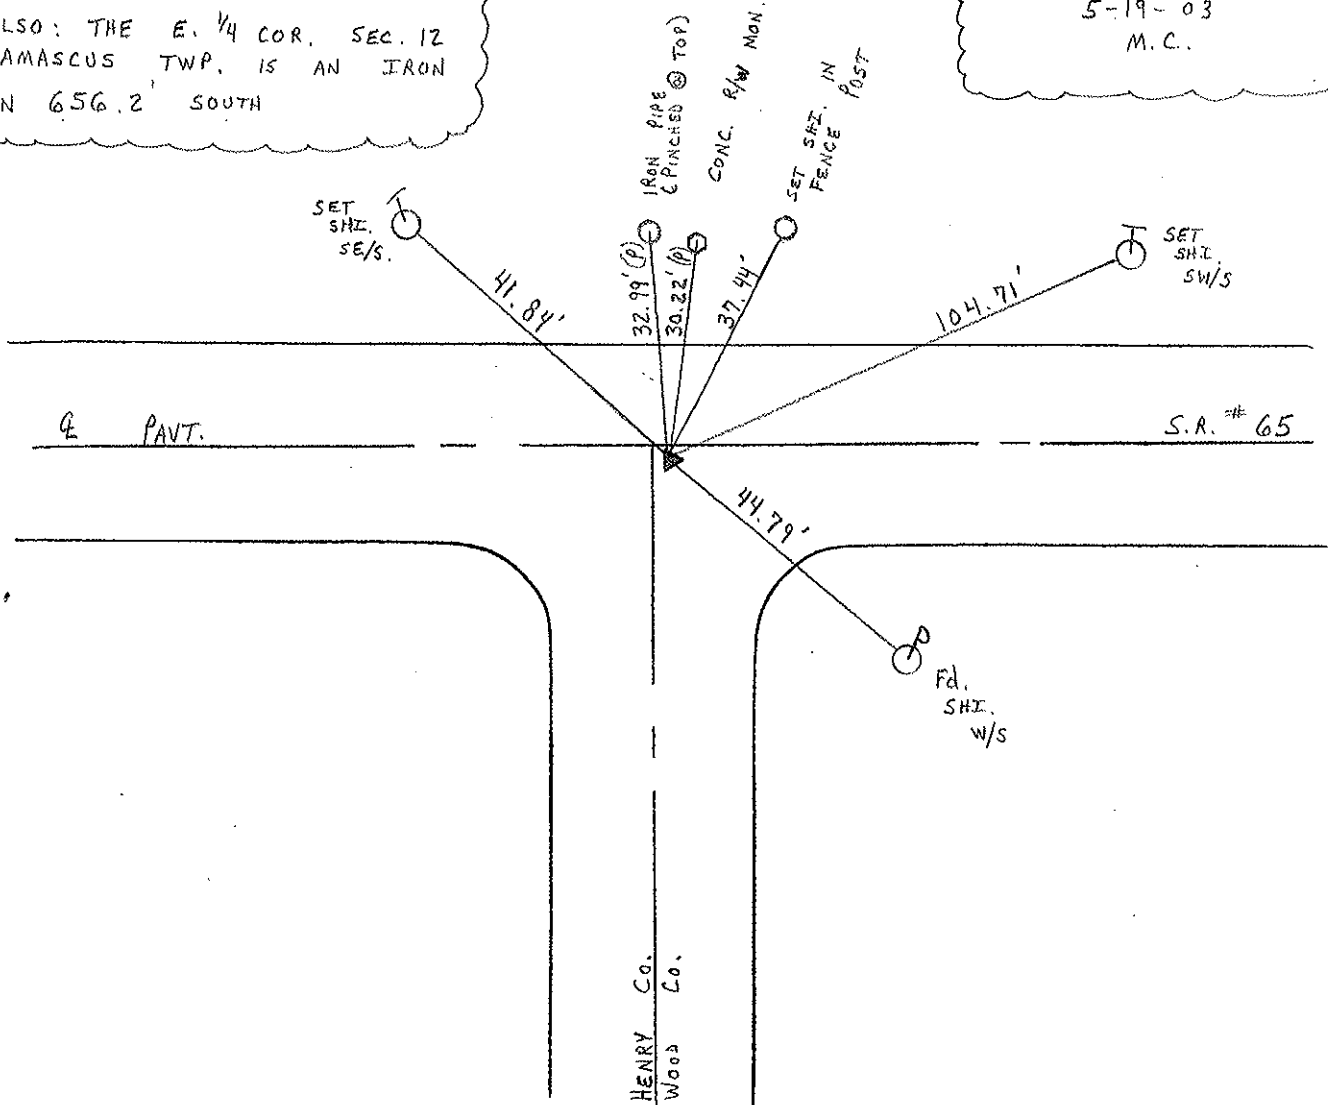 LSO: THE E. 1/4 COR. SEC. 12
AMASCUS TWP. IS AN IRON
N 656.2' SOUTH
5-19-03
M.C.
IRON PIPE
(PINCHED @ TOP)
CONC. R/W MON.
SET SHI. IN
FENCE POST
SET
SHI.
SE/S.
SET
SHI.
SW/S
41.84'
32.99' (P)
30.22' (P)
37.44'
104.71'
℄ PAVT.
S.R. # 65
44.79'
Fd.
SHI.
W/S
HENRY Co.
WOOD Co.